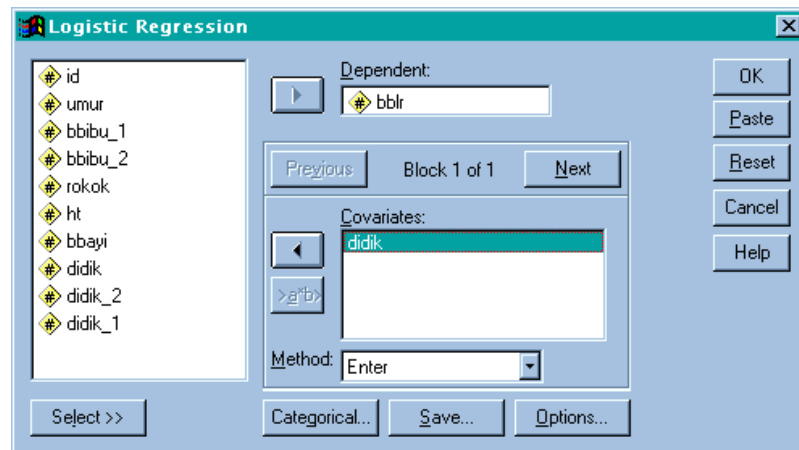 Logistic Regression
id
umur
bbibu_1
bbibu_2
rokok
ht
bbayi
didik
didik_2
didik_1
Select >>
Dependent:
bblr
Previous
Block 1 of 1
Next
Covariates:
didik
>a*b>
Method:
Enter
Categorical...
Save...
Options...
OK
Paste
Reset
Cancel
Help